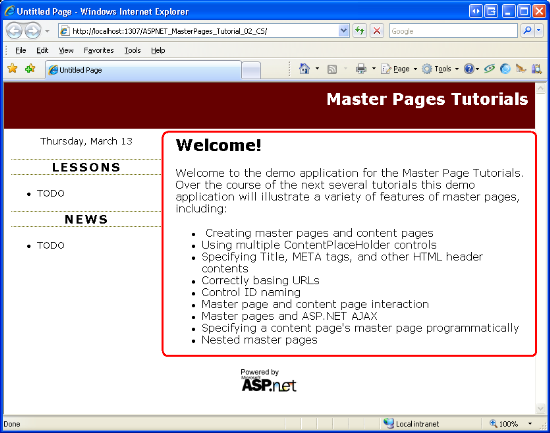 Untitled Page - Windows Internet Explorer
http://localhost:1307/ASPNET_MasterPages_Tutorial_02_CS/
Google
File Edit View Favorites Tools Help
Untitled Page
Page Tools
Master Pages Tutorials
Thursday, March 13
LESSONS
TODO
NEWS
TODO
Welcome!
Welcome to the demo application for the Master Page Tutorials.
Over the course of the next several tutorials this demo
application will illustrate a variety of features of master pages,
including:
Creating master pages and content pages
Using multiple ContentPlaceHolder controls
Specifying Title, META tags, and other HTML header
contents
Correctly basing URLs
Control ID naming
Master page and content page interaction
Master pages and ASP.NET AJAX
Specifying a content page's master page programmatically
Nested master pages
Powered by
Microsoft
ASP.net
Done
Local intranet
100%